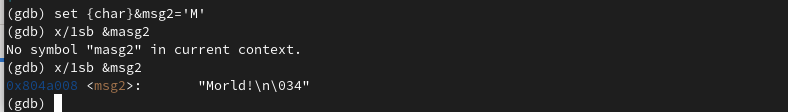 (gdb) set {char}&msg2='M'
(gdb) x/1sb &masg2
No symbol "masg2" in current context.
(gdb) x/1sb &msg2
0x804a008 <msg2>:       "Morld!\n\034"
(gdb)